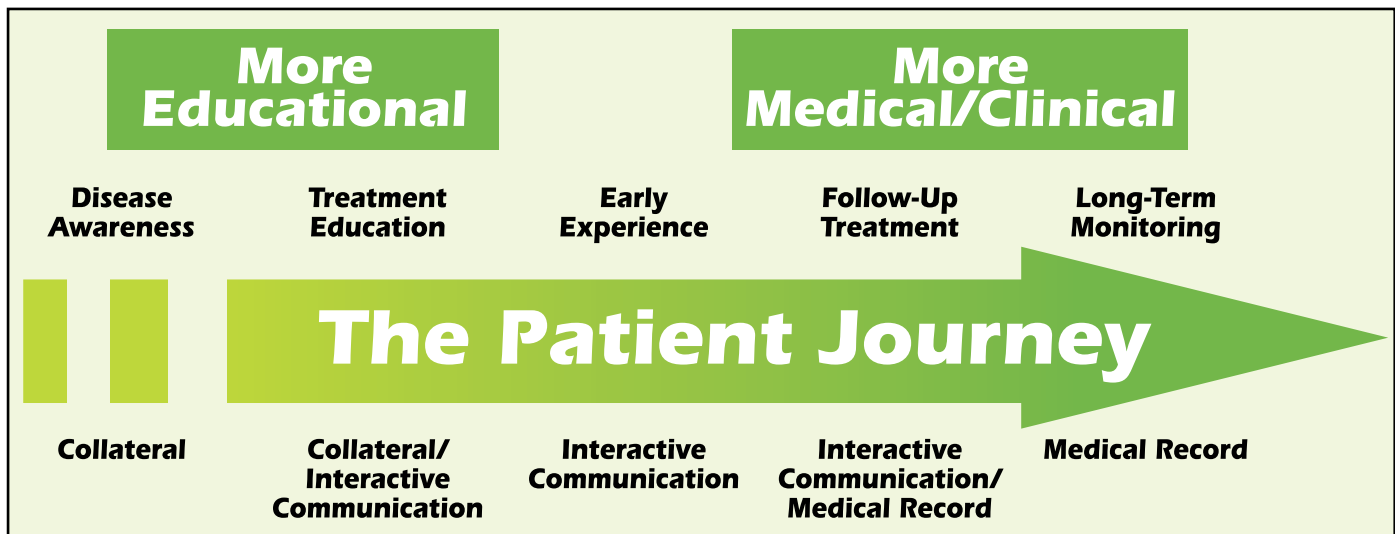 More
Educational
More
Medical/Clinical
Disease
Awareness
Treatment
Education
Early
Experience
Follow-Up
Treatment
Long-Term
Monitoring
The Patient Journey
Collateral
Collateral/
Interactive
Communication
Interactive
Communication
Interactive
Communication/
Medical Record
Medical Record